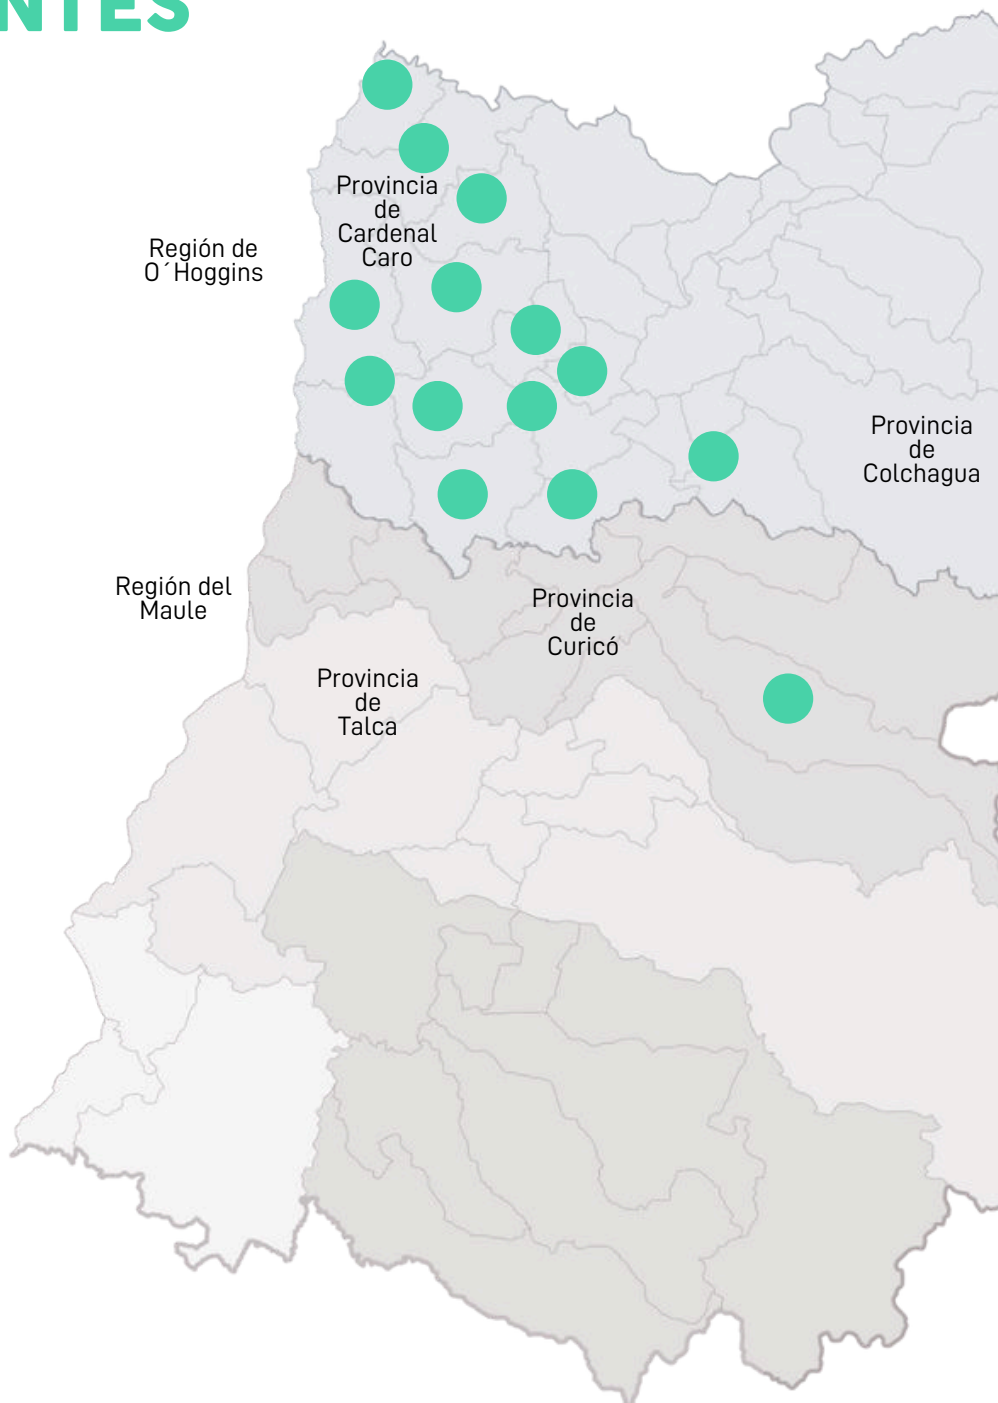 NTES
Provincia
de
Cardenal
Caro
Región de
O´Hoggins
Provincia
de
Colchagua
Región del
Maule
Provincia
de
Curicó
Provincia
de
Talca